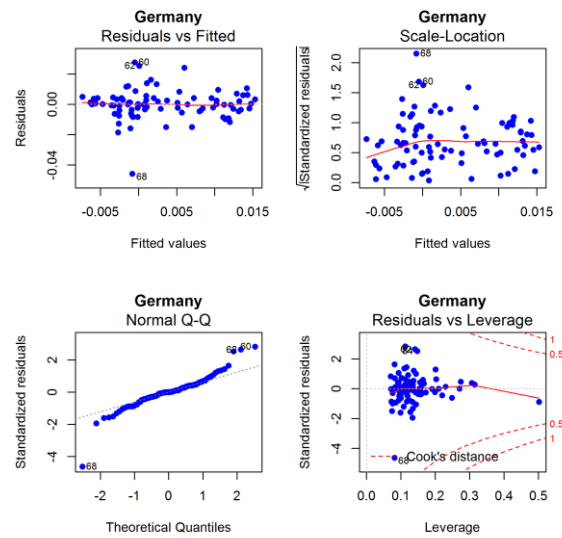 Germany
Residuals vs Fitted
Residuals
0.00
-0.04
62
60
68
-0.005
0.005
0.015
Fitted values
Germany
Scale-Location
√|Standardized residuals
0.0
0.5
1.0
1.5
2.0
68
62
60
-0.005
0.005
0.015
Fitted values
Germany
Normal Q-Q
Standardized residuals
-4
-2
0
2
62
60
68
-2
-1
0
1
2
Theoretical Quantiles
Germany
Residuals vs Leverage
Standardized residuals
-4
-2
0
2
68
Cook's distance
1
0.5
0.5
1
0.0
0.1
0.2
0.3
0.4
0.5
Leverage